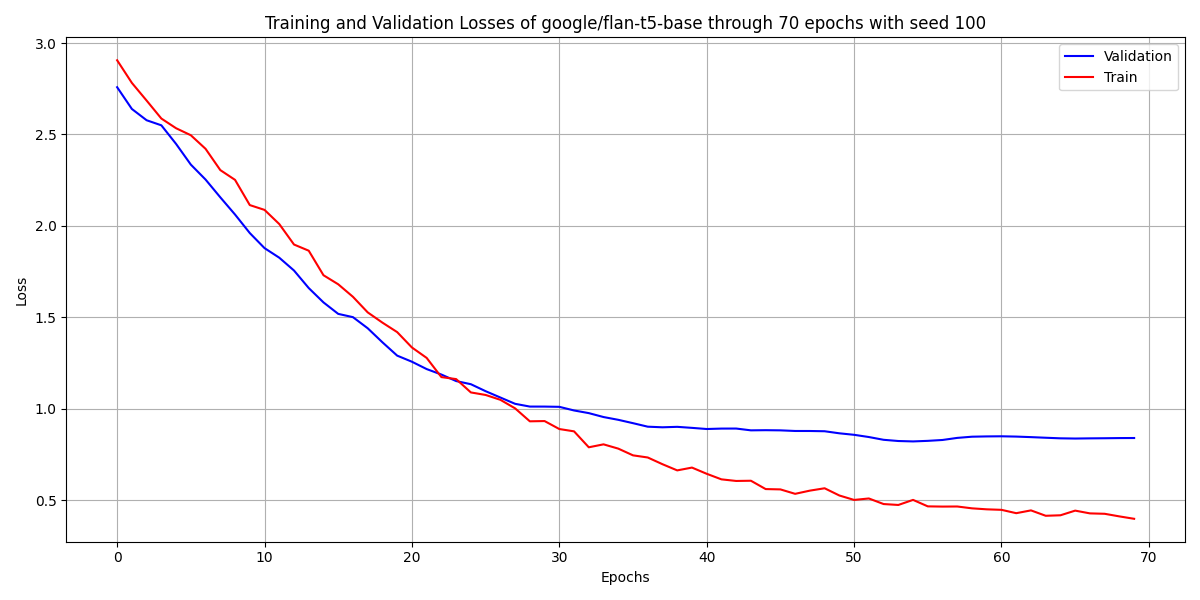 Training and Validation Losses of google/flan-t5-base through 70 epochs with seed 100
Validation
Train
3.0
2.5
2.0
1.5
1.0
0.5
Loss
0 10 20 30 40 50 60 70
Epochs